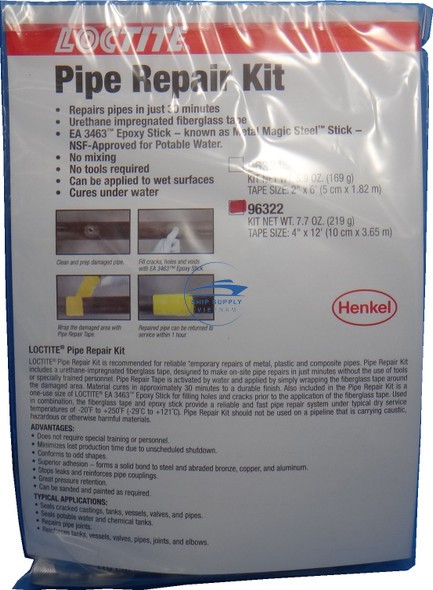 LOCTITE
Pipe Repair Kit
• Repairs pipes in just 30 minutes
• Urethane impregnated fiberglass tape
• EA 3463™ Epoxy Stick – known as Metal Magic Steel™ Stick –
NSF-Approved for Potable Water.
• No mixing
• No tools required
• Can be applied to wet surfaces
• Cures under water
KIT NET WT. OZ. (169 g)
TAPE SIZE: 2" x 6' (5 cm x 1.82 m)
96322
KIT NET WT. 7.7 OZ. (219 g)
TAPE SIZE: 4" x 12' (10 cm x 3.65 m)
Clean and prep damaged pipe.
Fill cracks, holes and voids
with EA 3463™ Epoxy Stick.
SHIP SUPPLY
VIETNAM
Wrap the damaged area with
Pipe Repair Tape.
Repaired pipe can be returned to
service within 1 hour
Henkel
LOCTITE® Pipe Repair Kit
LOCTITE® Pipe Repair Kit is recommended for reliable temporary repairs of metal, plastic and composite pipes. Pipe Repair Kit
includes a urethane-impregnated fiberglass tape, designed to make on-site pipe repairs in just minutes without the use of tools
or specially trained personnel. Pipe Repair Tape is activated by water and applied by simply wrapping the fiberglass tape around
the damaged area. Material cures in approximately 30 minutes to a durable finish. Also included in the Pipe Repair Kit is a
one-use size of LOCTITE® EA 3463™ Epoxy Stick for filling holes and cracks prior to the application of the fiberglass tape. Used
in combination, the fiberglass tape and epoxy stick provide a reliable and fast pipe repair system under typical dry service
temperatures of -20°F to +250°F (-29°C to +121°C). Pipe Repair Kit should not be used on a pipeline that is carrying caustic,
hazardous or otherwise harmful materials.
ADVANTAGES:
• Does not require special training or personnel.
• Minimizes lost production time due to unscheduled shutdown.
• Conforms to odd shapes.
• Superior adhesion – forms a solid bond to steel and abraded bronze, copper, and aluminum.
• Stops leaks and reinforces pipe couplings.
• Great pressure retention.
• Can be sanded and painted as required.
TYPICAL APPLICATIONS:
• Seals cracked castings, tanks, vessels, valves, and pipes.
• Seals potable water and chemical tanks.
• Repairs pipe joints.
• Reinforces tanks, vessels, valves, pipes, joints, and elbows.